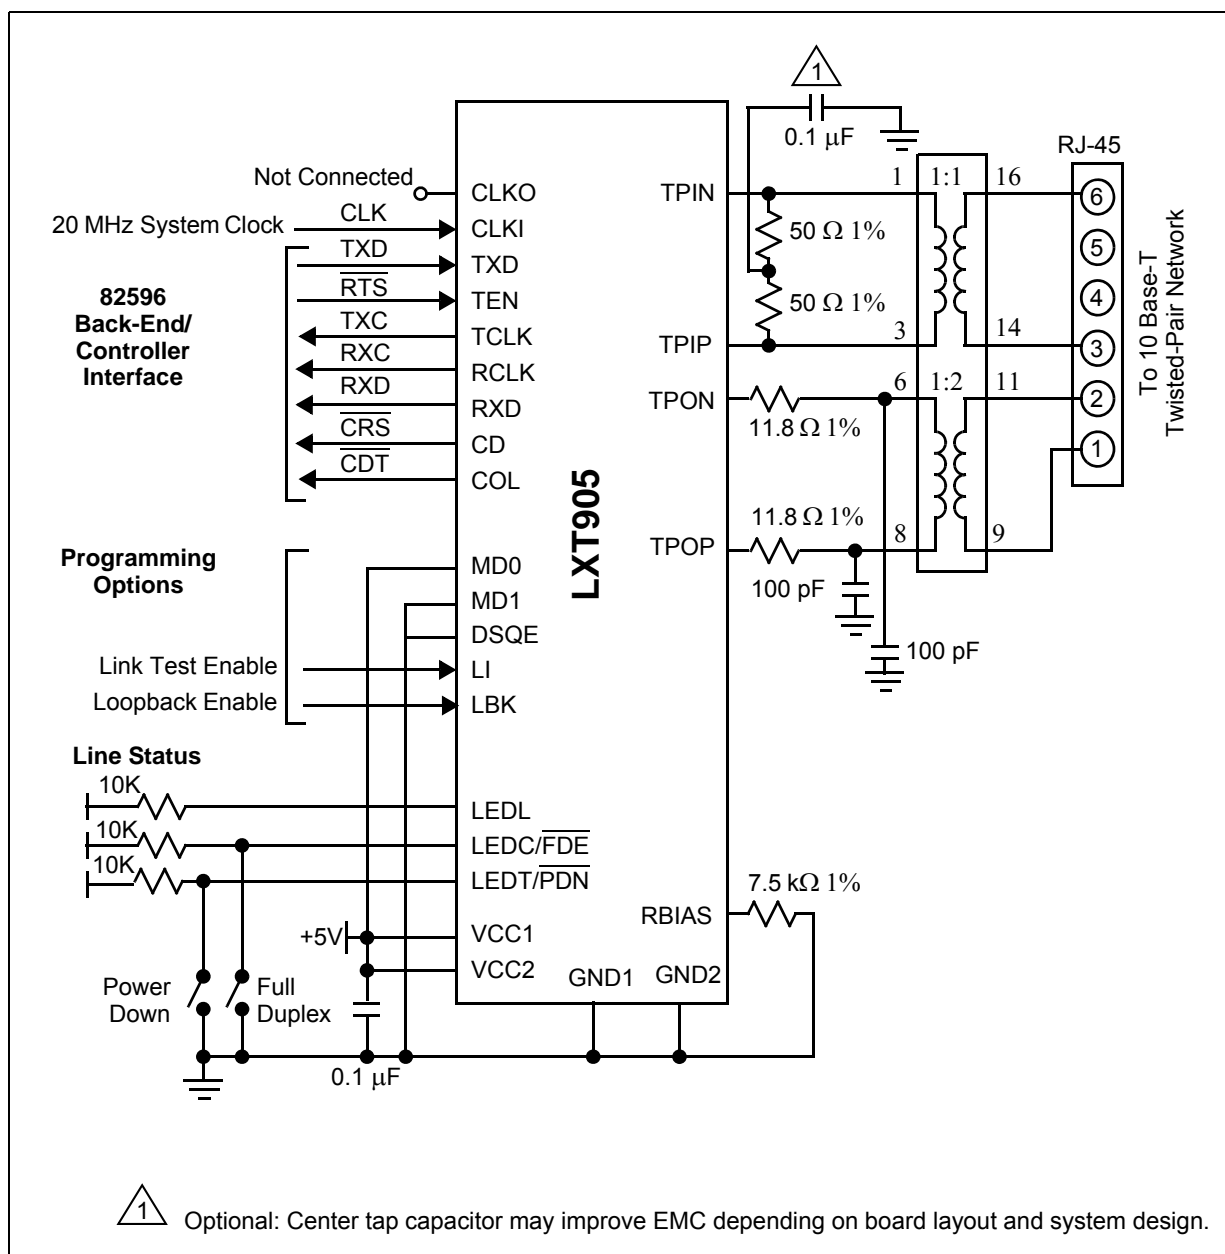 1
0.1 µF
RJ-45
Not Connected
CLKO
TPIN
1
1:1
16
6
20 MHz System Clock
CLK
CLKI
50 Ω 1%
5
TXD
TXD
82596
Back-End/
Controller
Interface
RTS
TEN
50 Ω 1%
4
TXC
TCLK
TPIP
3
14
3
RXC
RCLK
RXD
RXD
TPON
11.8 Ω 1%
6
1:2
11
2
CRS
CD
1
CDT
COL
To 10 Base-T
Twisted-Pair Network
LXT905
11.8 Ω 1%
TPOP
8
9
100 pF
100 pF
Programming
Options
MD0
MD1
DSQE
Link Test Enable
LI
Loopback Enable
LBK
Line Status
10K
LEDL
10K
LEDC/FDE
10K
LEDT/PDN
7.5 kΩ 1%
RBIAS
+5V
VCC1
VCC2
GND1
GND2
Power
Down
Full
Duplex
0.1 µF
1
Optional: Center tap capacitor may improve EMC depending on board layout and system design.